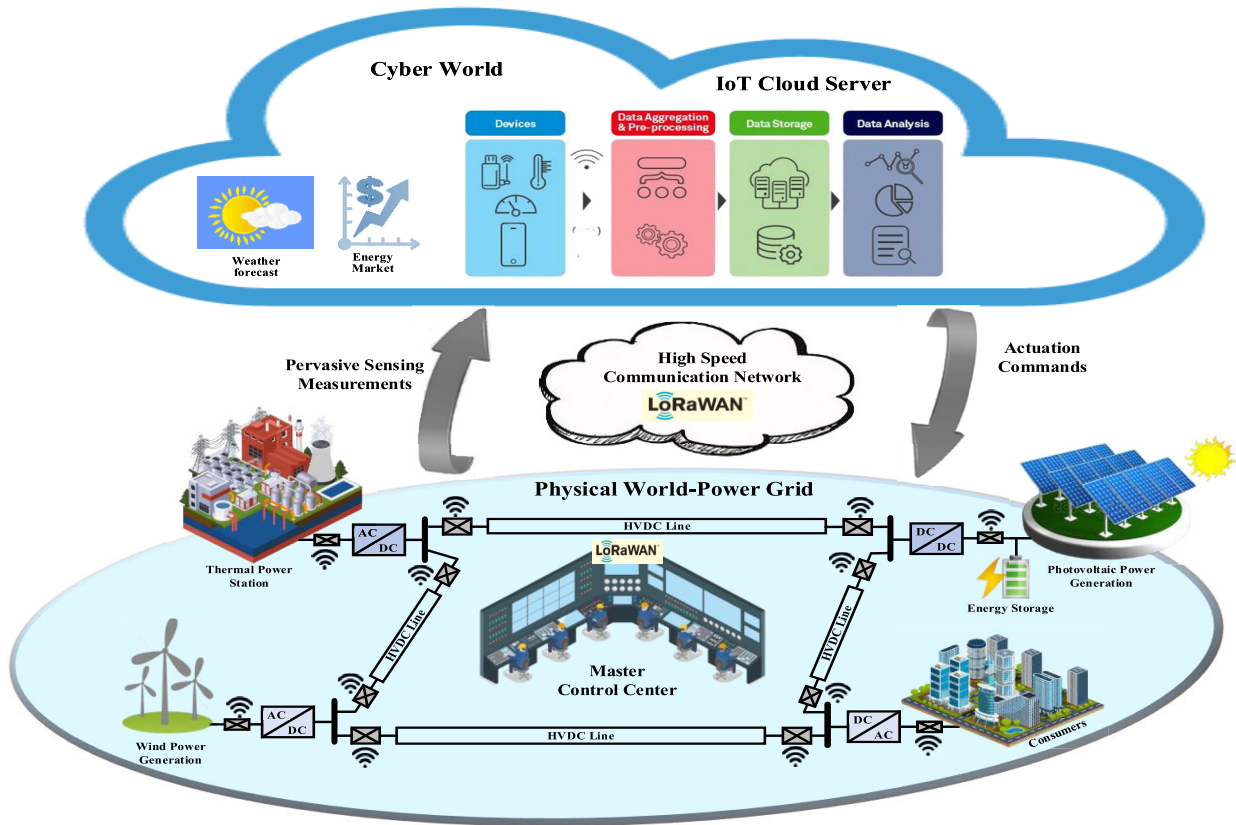 Cyber World
IoT Cloud Server
Devices
Data Aggregation
& Pre-processing
Data Storage
Data Analysis
$
Weather
forecast
Energy
Market
Pervasive Sensing
Measurements
High Speed
Communication Network
LoRaWAN™
Actuation
Commands
Physical World-Power Grid
HVDC Line
AC
DC
DC
DC
LoRaWAN
Thermal Power
Station
Photovoltaic Power
Generation
Energy Storage
HVDC Line
HVDC Line
Master
Control Center
AC
DC
DC
AC
HVDC Line
Wind Power
Generation
Consumers